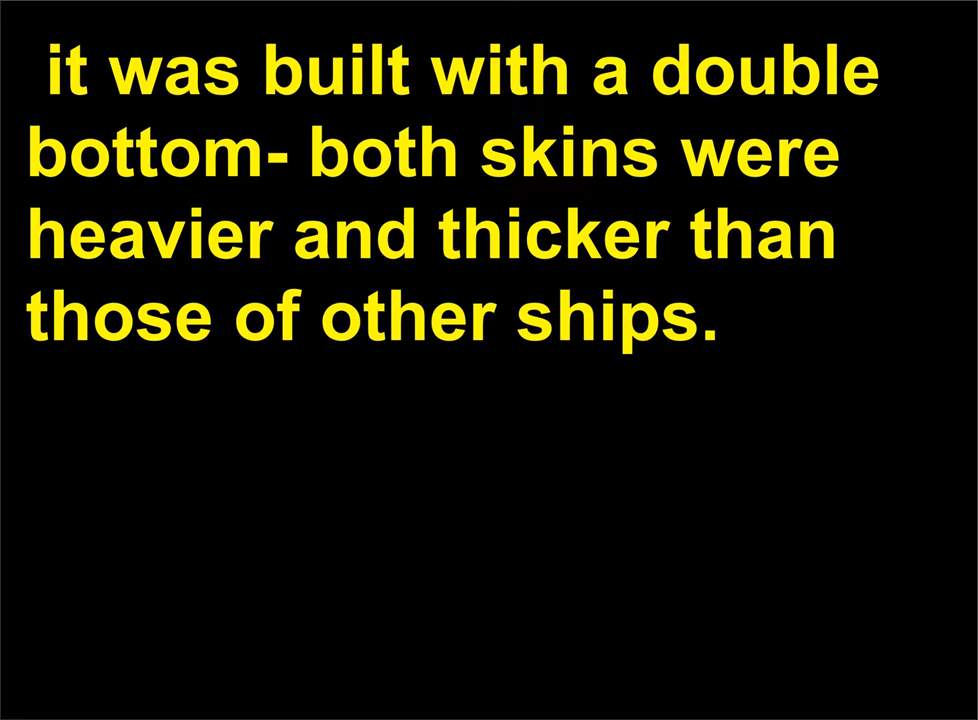 it was built with a double
bottom- both skins were
heavier and thicker than
those of other ships.